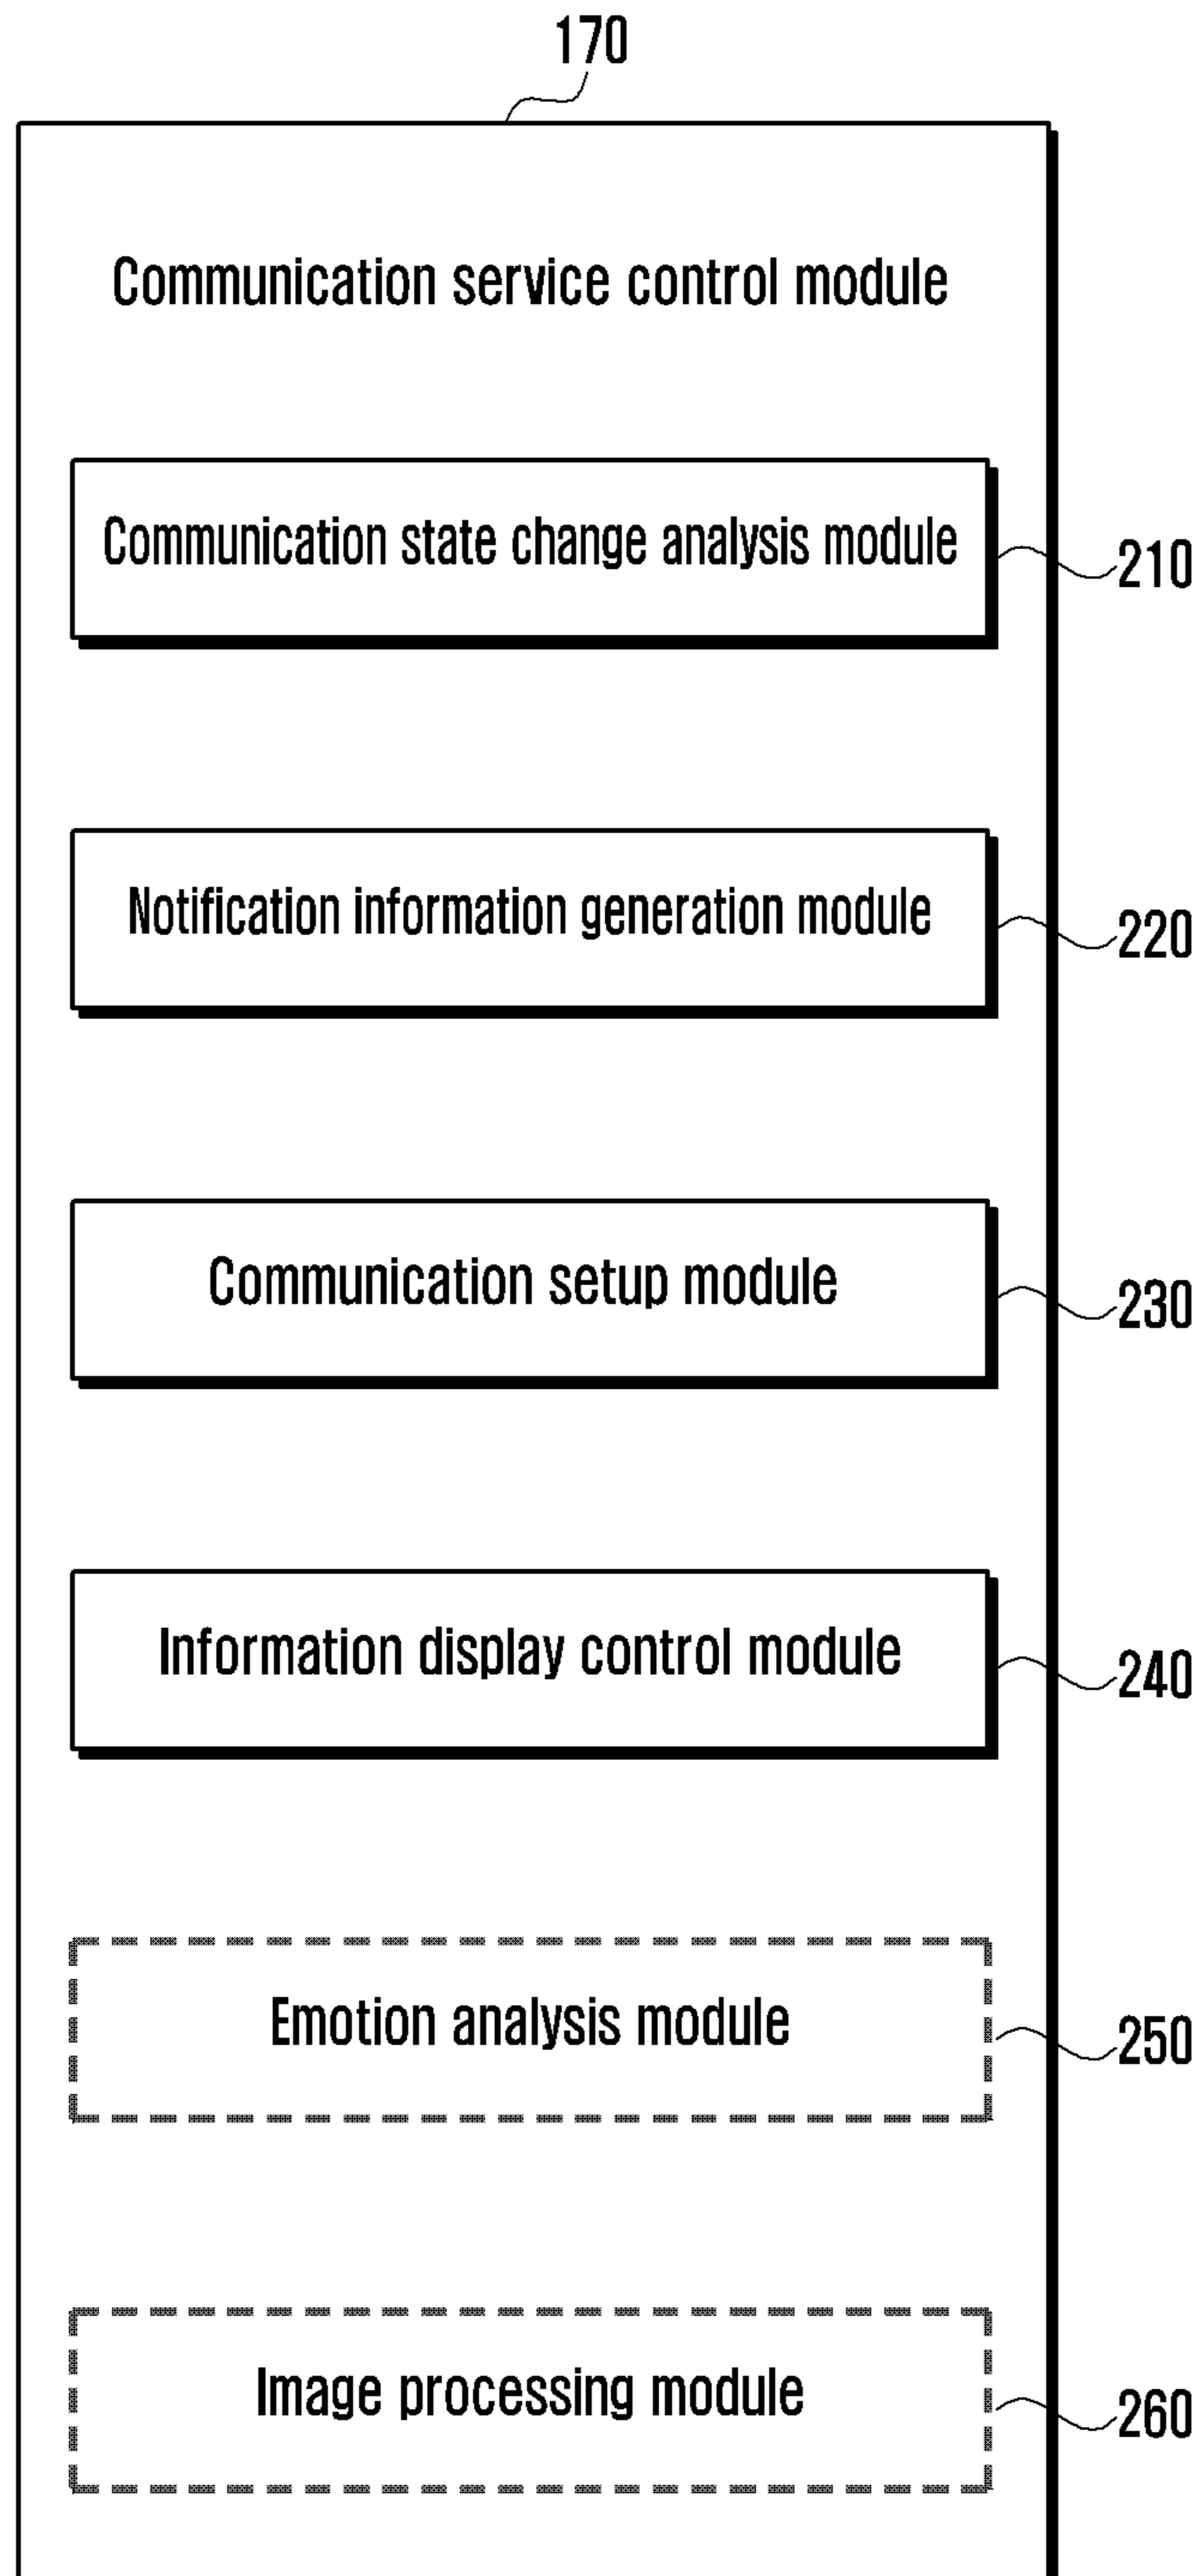 170
Communication service control module
Communication state change analysis module
210
Notification information generation module
220
Communication setup module
230
Information display control module
240
Emotion analysis module
250
Image processing module
260